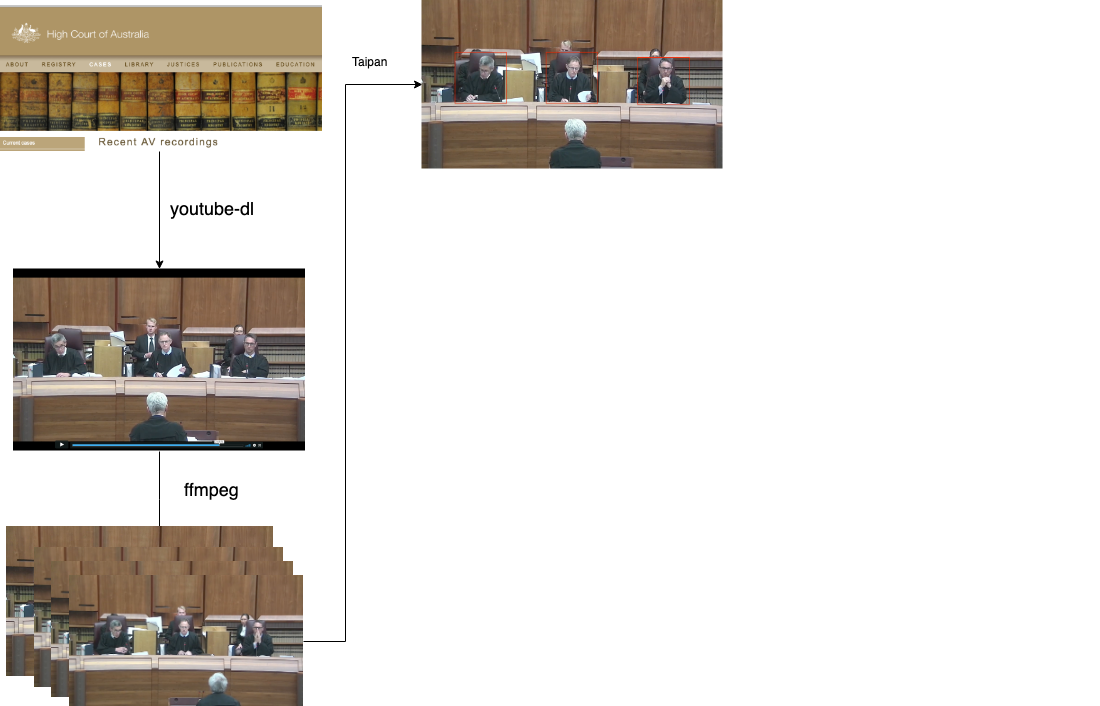 High Court of Australia
ABOUT REGISTRY CASES LIBRARY JUSTICES PUBLICATIONS EDUCATION
Current cases
Recent AV recordings
youtube-dl
ffmpeg
Taipan